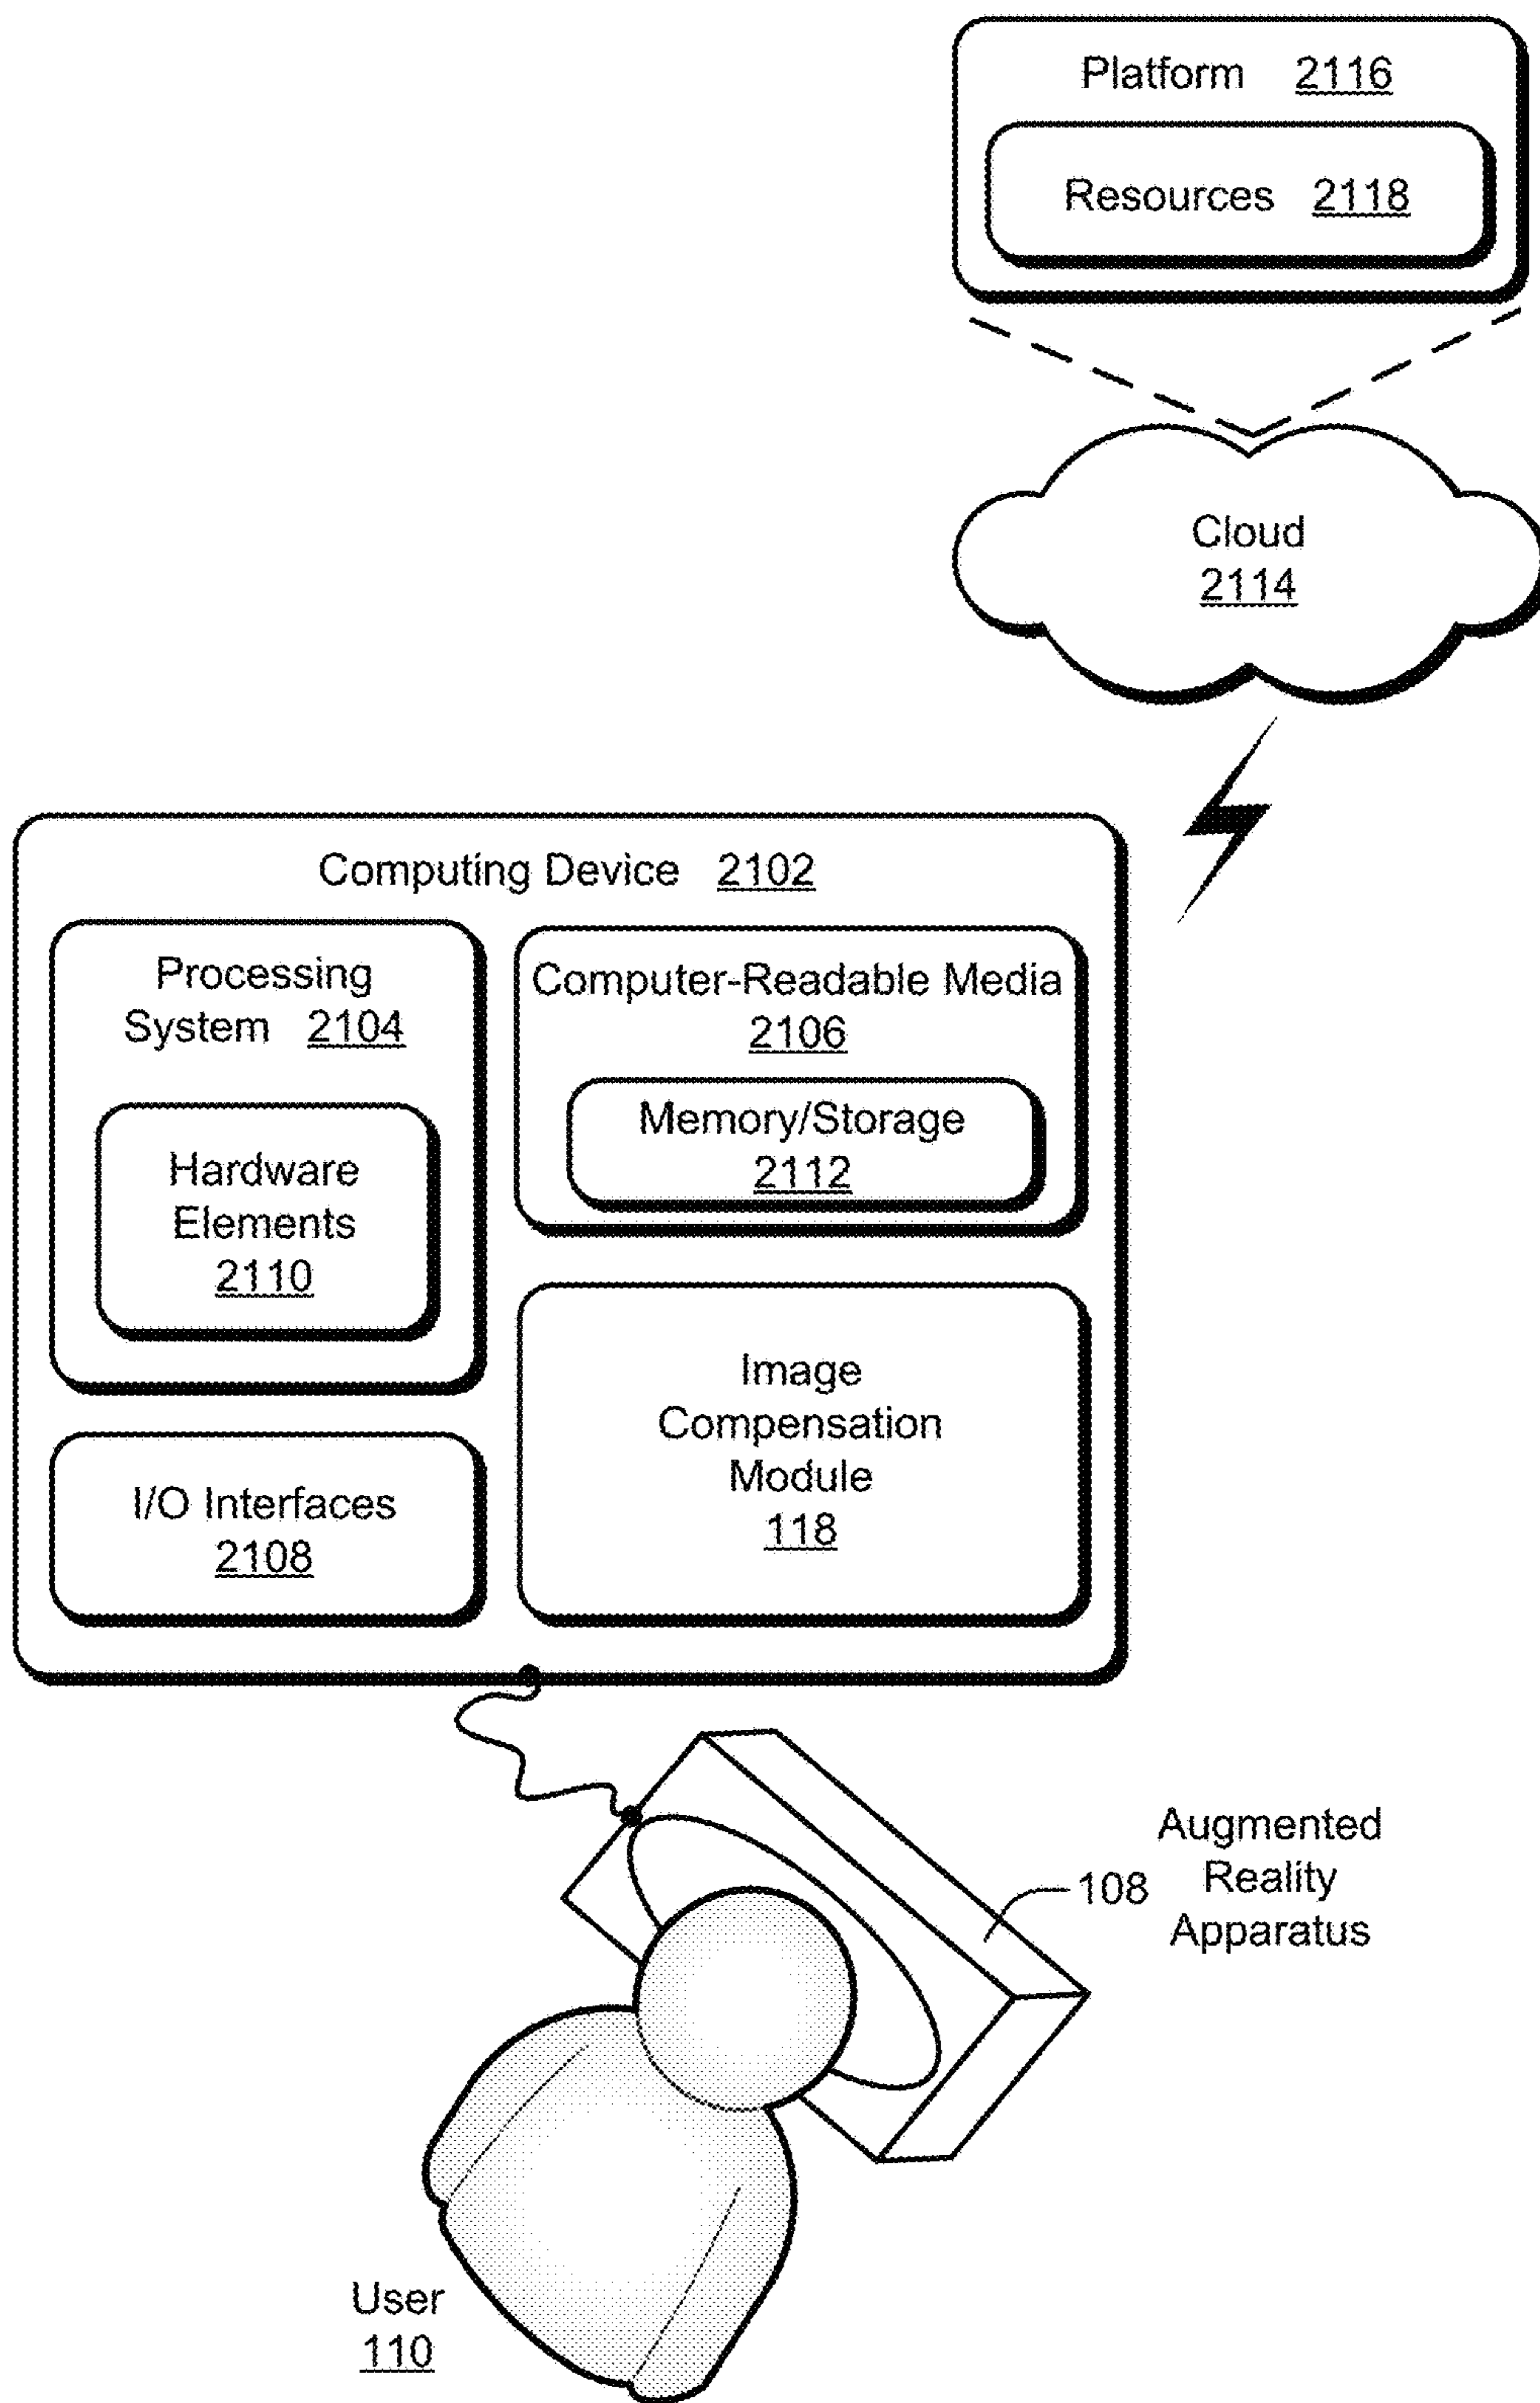 Platform 2116
Resources 2118
Cloud
2114
Computing Device 2102
Processing
System 2104
Hardware
Elements
2110
Computer-Readable Media
2106
Memory/Storage
2112
I/O Interfaces
2108
Image
Compensation
Module
118
108
Augmented
Reality
Apparatus
User
110